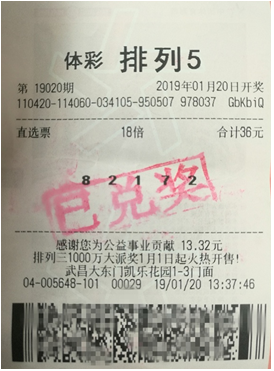 体彩 排列5
第 19020期 2019年01月20日开奖
110420-114060-034105-950507 978037 GbKbiQ
直选票 18倍 合计36元
8 2 1 7 2
已兑奖
感谢您为公益事业贡献 13.32元
排列三1000万大派奖1月1日起火热开售!
武昌大东门凯乐花园1-3门面
04-005648-101 00029 19/01/20 13:37:46